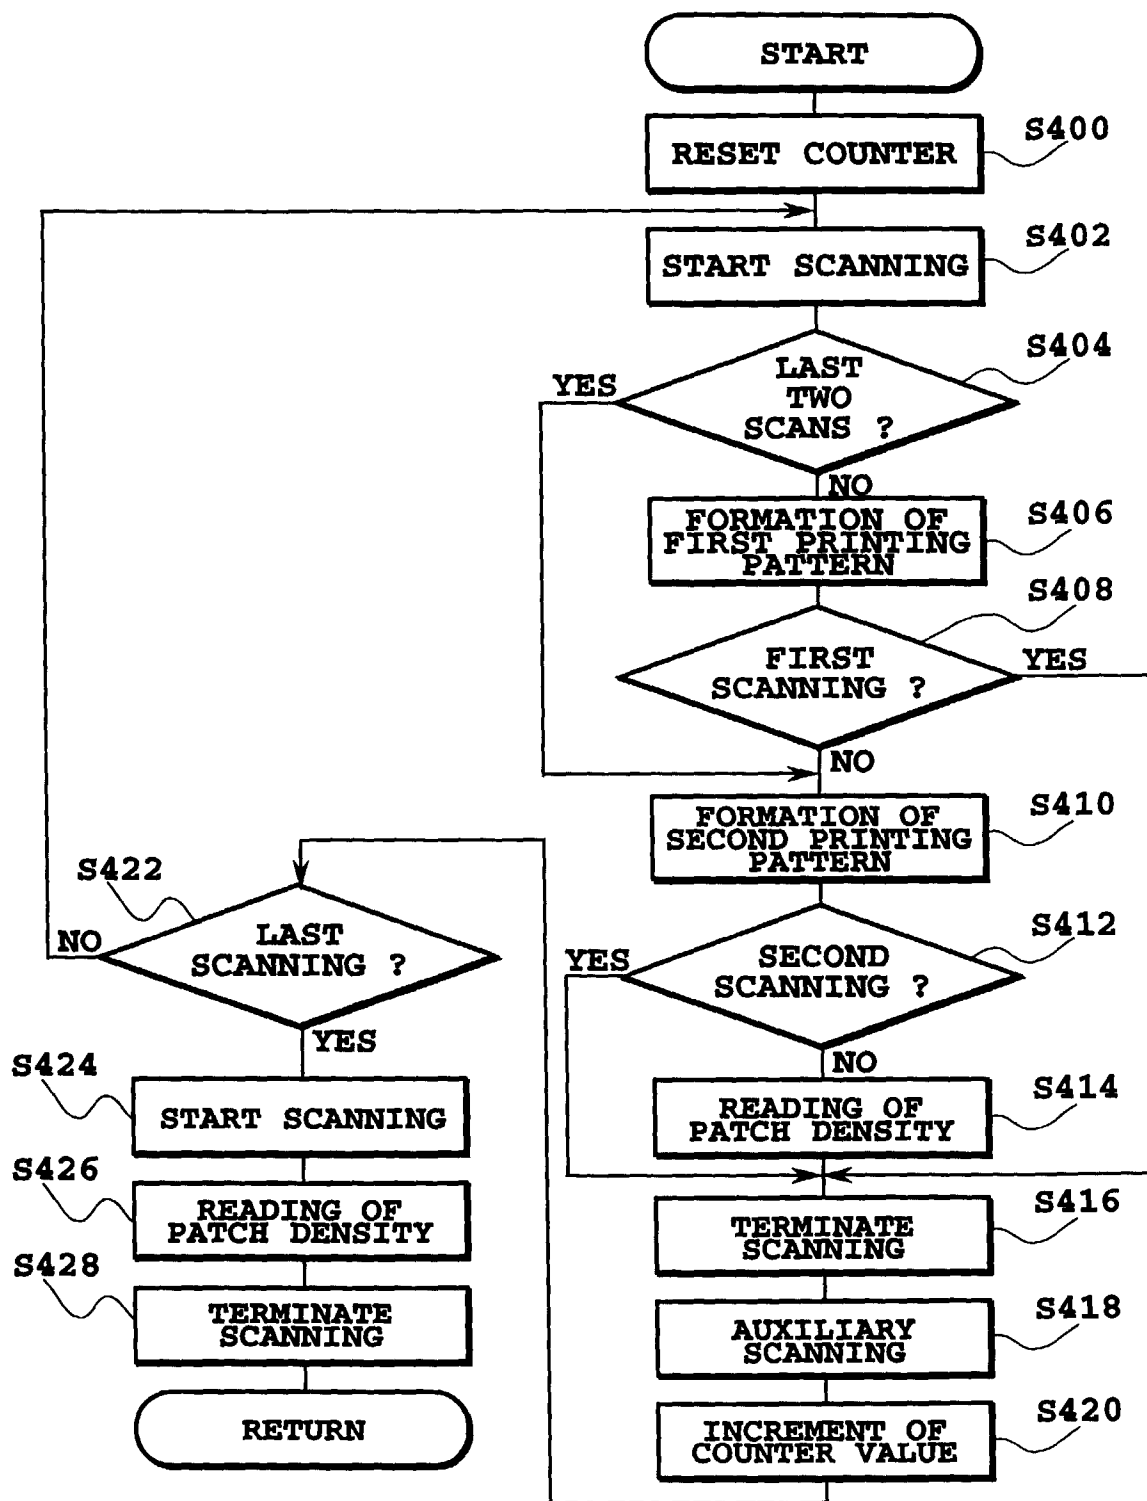 START
RESET COUNTER
S400
START SCANNING
S402
LAST
TWO
SCANS ?
S404
YES
NO
FORMATION OF
FIRST PRINTING
PATTERN
S406
FIRST
SCANNING ?
S408
YES
NO
FORMATION OF
SECOND PRINTING
PATTERN
S410
SECOND
SCANNING ?
S412
YES
NO
READING OF
PATCH DENSITY
S414
TERMINATE
SCANNING
S416
AUXILIARY
SCANNING
S418
INCREMENT OF
COUNTER VALUE
S420
S422
LAST
SCANNING ?
NO
YES
S424
START SCANNING
S426
READING OF
PATCH DENSITY
S428
TERMINATE
SCANNING
RETURN